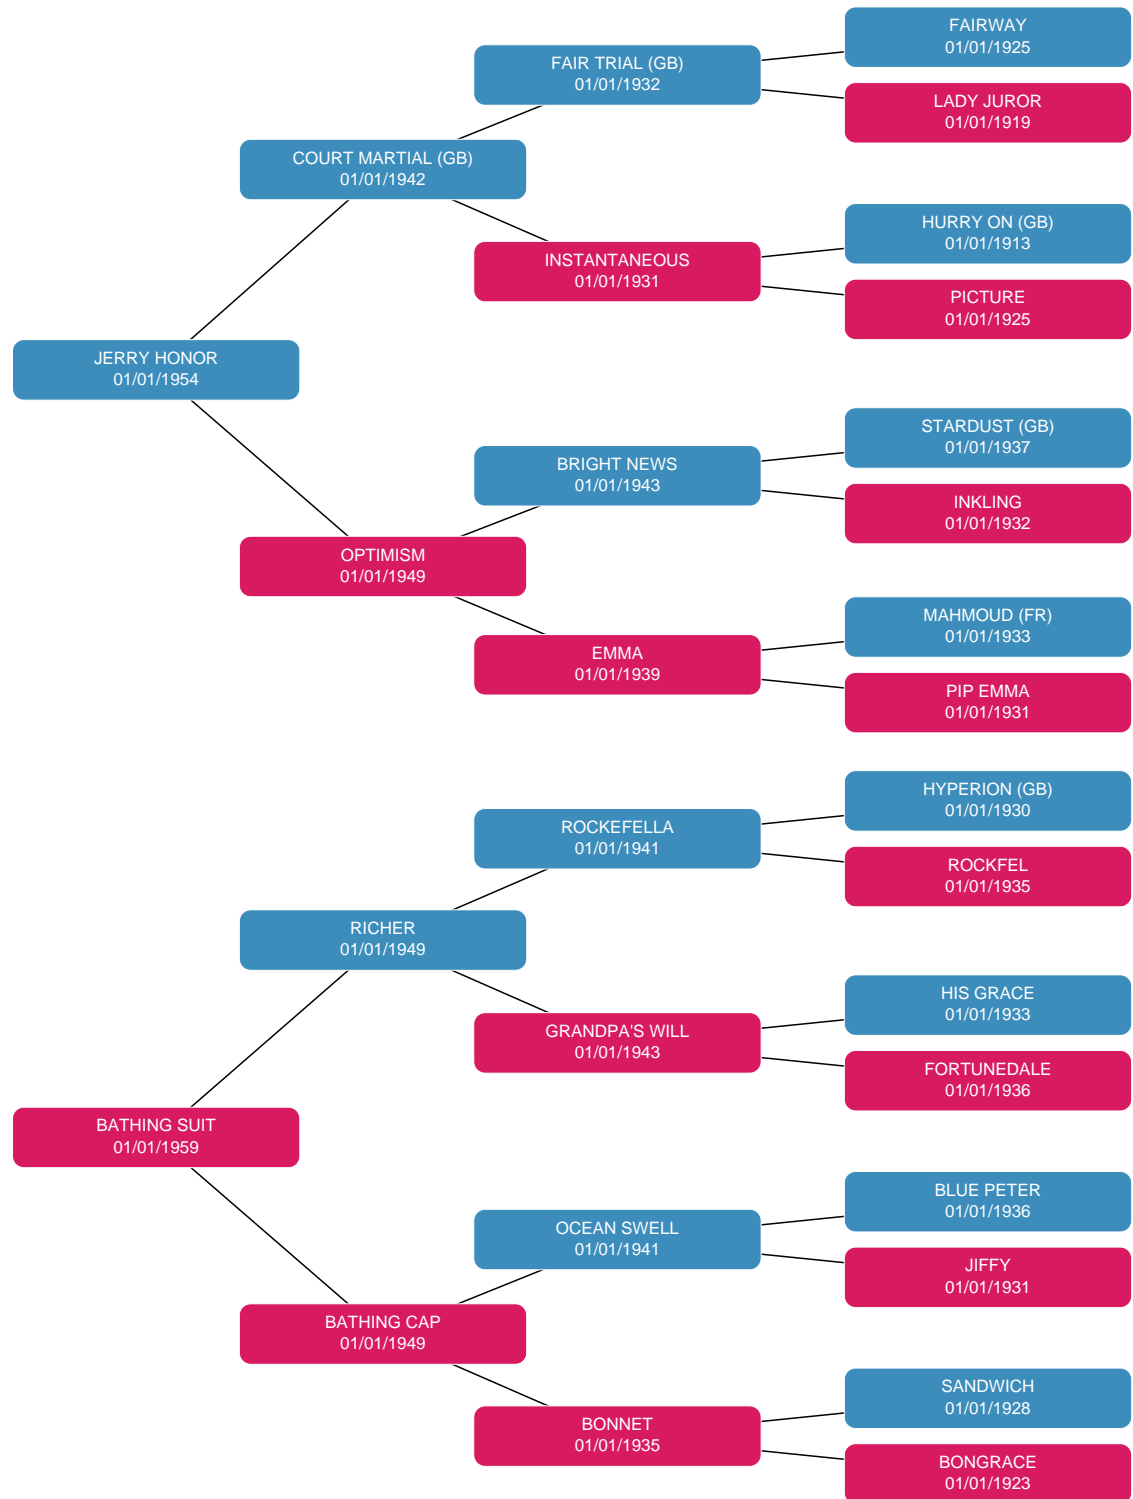 FAIRWAY
01/01/1925
FAIR TRIAL (GB)
01/01/1932
LADY JUROR
01/01/1919
COURT MARTIAL (GB)
01/01/1942
HURRY ON (GB)
01/01/1913
INSTANTANEOUS
01/01/1931
PICTURE
01/01/1925
JERRY HONOR
01/01/1954
STARDUST (GB)
01/01/1937
BRIGHT NEWS
01/01/1943
INKLING
01/01/1932
OPTIMISM
01/01/1949
MAHMOUD (FR)
01/01/1933
EMMA
01/01/1939
PIP EMMA
01/01/1931
HYPERION (GB)
01/01/1930
ROCKEFELLA
01/01/1941
ROCKFEL
01/01/1935
RICHER
01/01/1949
HIS GRACE
01/01/1933
GRANDPA'S WILL
01/01/1943
FORTUNEDALE
01/01/1936
BATHING SUIT
01/01/1959
BLUE PETER
01/01/1936
OCEAN SWELL
01/01/1941
JIFFY
01/01/1931
BATHING CAP
01/01/1949
SANDWICH
01/01/1928
BONNET
01/01/1935
BONGRACE
01/01/1923